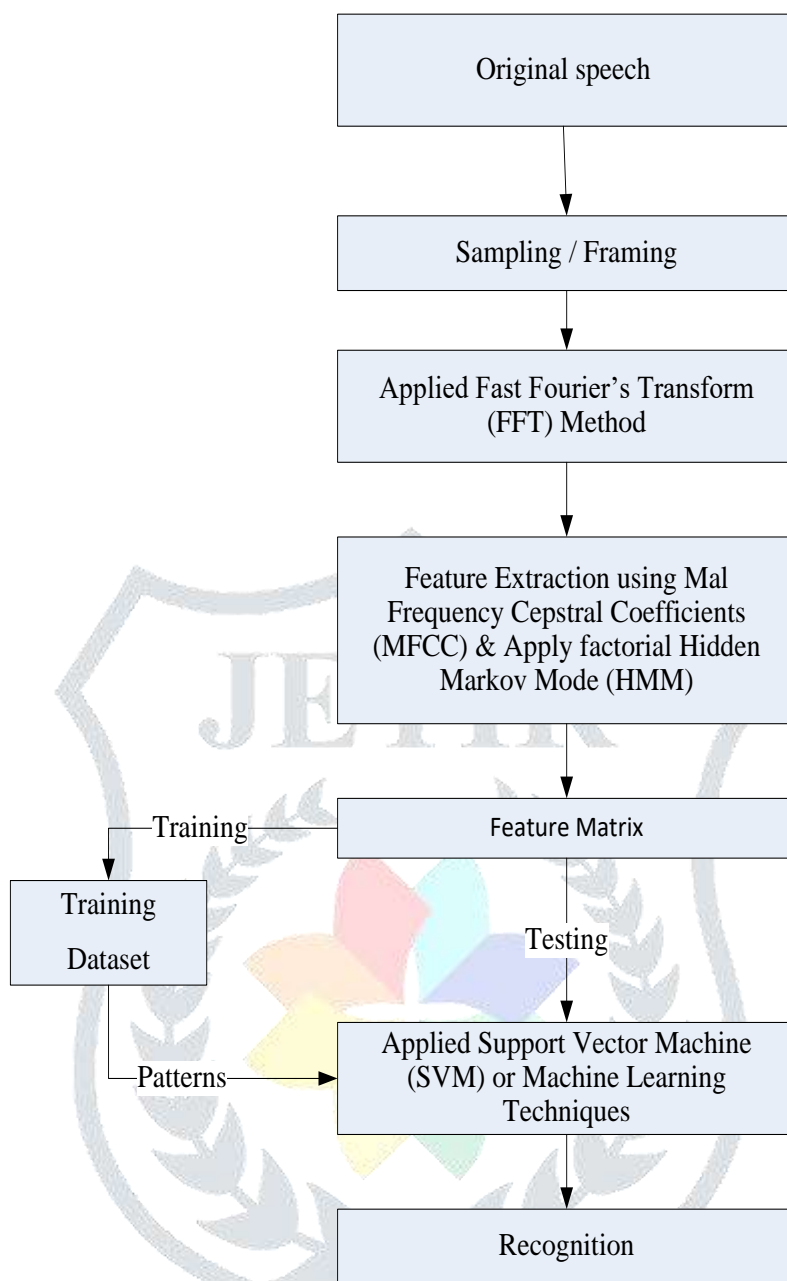 Original speech
Sampling / Framing
Applied Fast Fourier’s Transform
(FFT) Method
Feature Extraction using Mal
Frequency Cepstral Coefficients
(MFCC) & Apply factorial Hidden
Markov Mode (HMM)
JETIR
Training
Feature Matrix
Training
Dataset
Testing
Applied Support Vector Machine
(SVM) or Machine Learning
Techniques
Patterns
Recognition